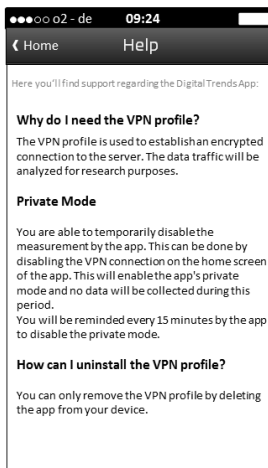 o2 - de 09:24
Home Help
Here you'll find support regarding the Digital Trends App:
Why do I need the VPN profile?
The VPN profile is used to establish an encrypted
connection to the server. The data traffic will be
analyzed for research purposes.
Private Mode
You are able to temporarily disable the
measurement by the app. This can be done by
disabling the VPN connection on the home screen
of the app. This will enable the app's private
mode and no data will be collected during this
period.
You will be reminded every 15 minutes by the app
to disable the private mode.
How can I uninstall the VPN profile?
You can only remove the VPN profile by deleting
the app from your device.